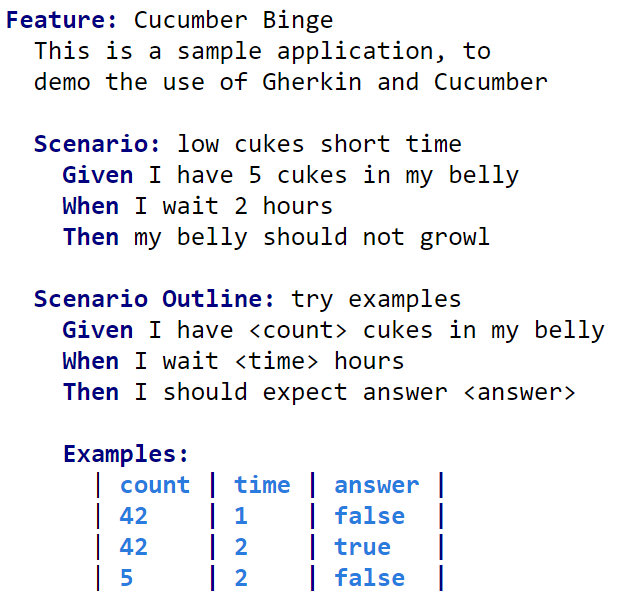 Feature: Cucumber Binge
This is a sample application, to
demo the use of Gherkin and Cucumber
Scenario: low cukes short time
Given I have 5 cukes in my belly
When I wait 2 hours
Then my belly should not growl
Scenario Outline: try examples
Given I have <count> cukes in my belly
When I wait <time> hours
Then I should expect answer <answer>
Examples:
| count | time | answer |
| 42 | 1 | false |
| 42 | 2 | true |
| 5 | 2 | false |